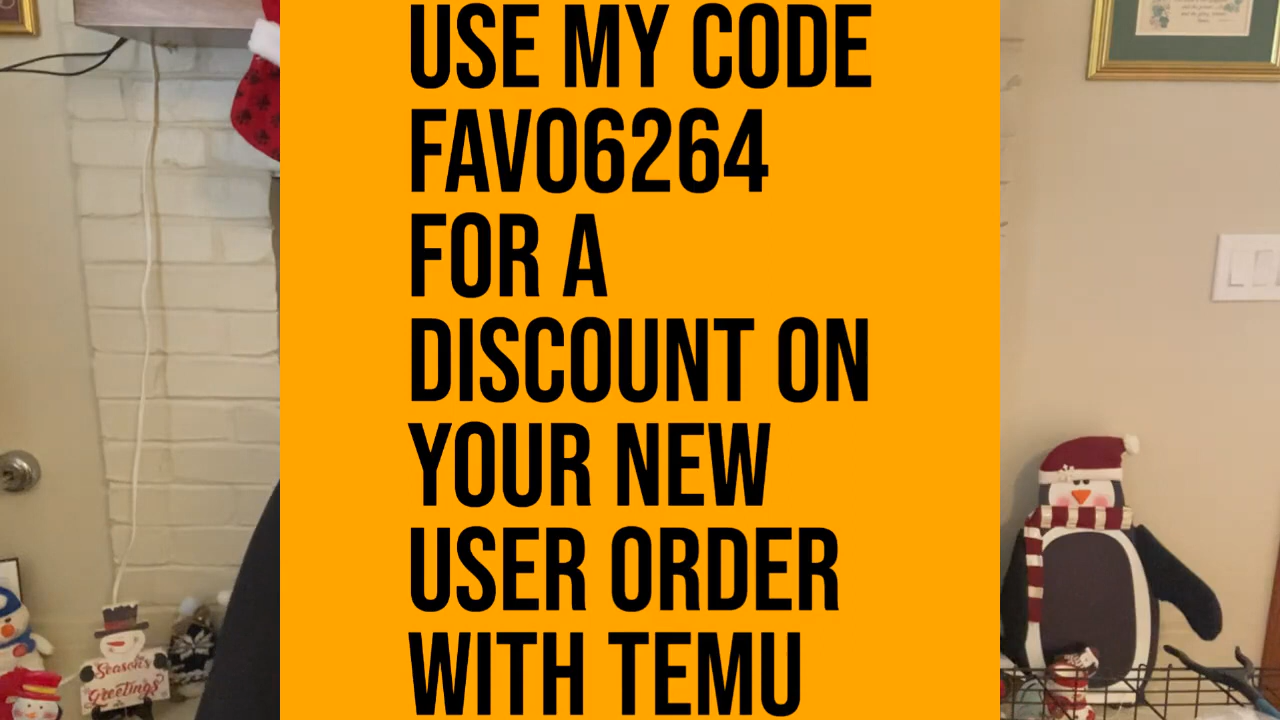 USE MY CODE
FAV06264
FOR A
DISCOUNT ON
YOUR NEW
USER ORDER
WITH TEMU
Season's
Greetings